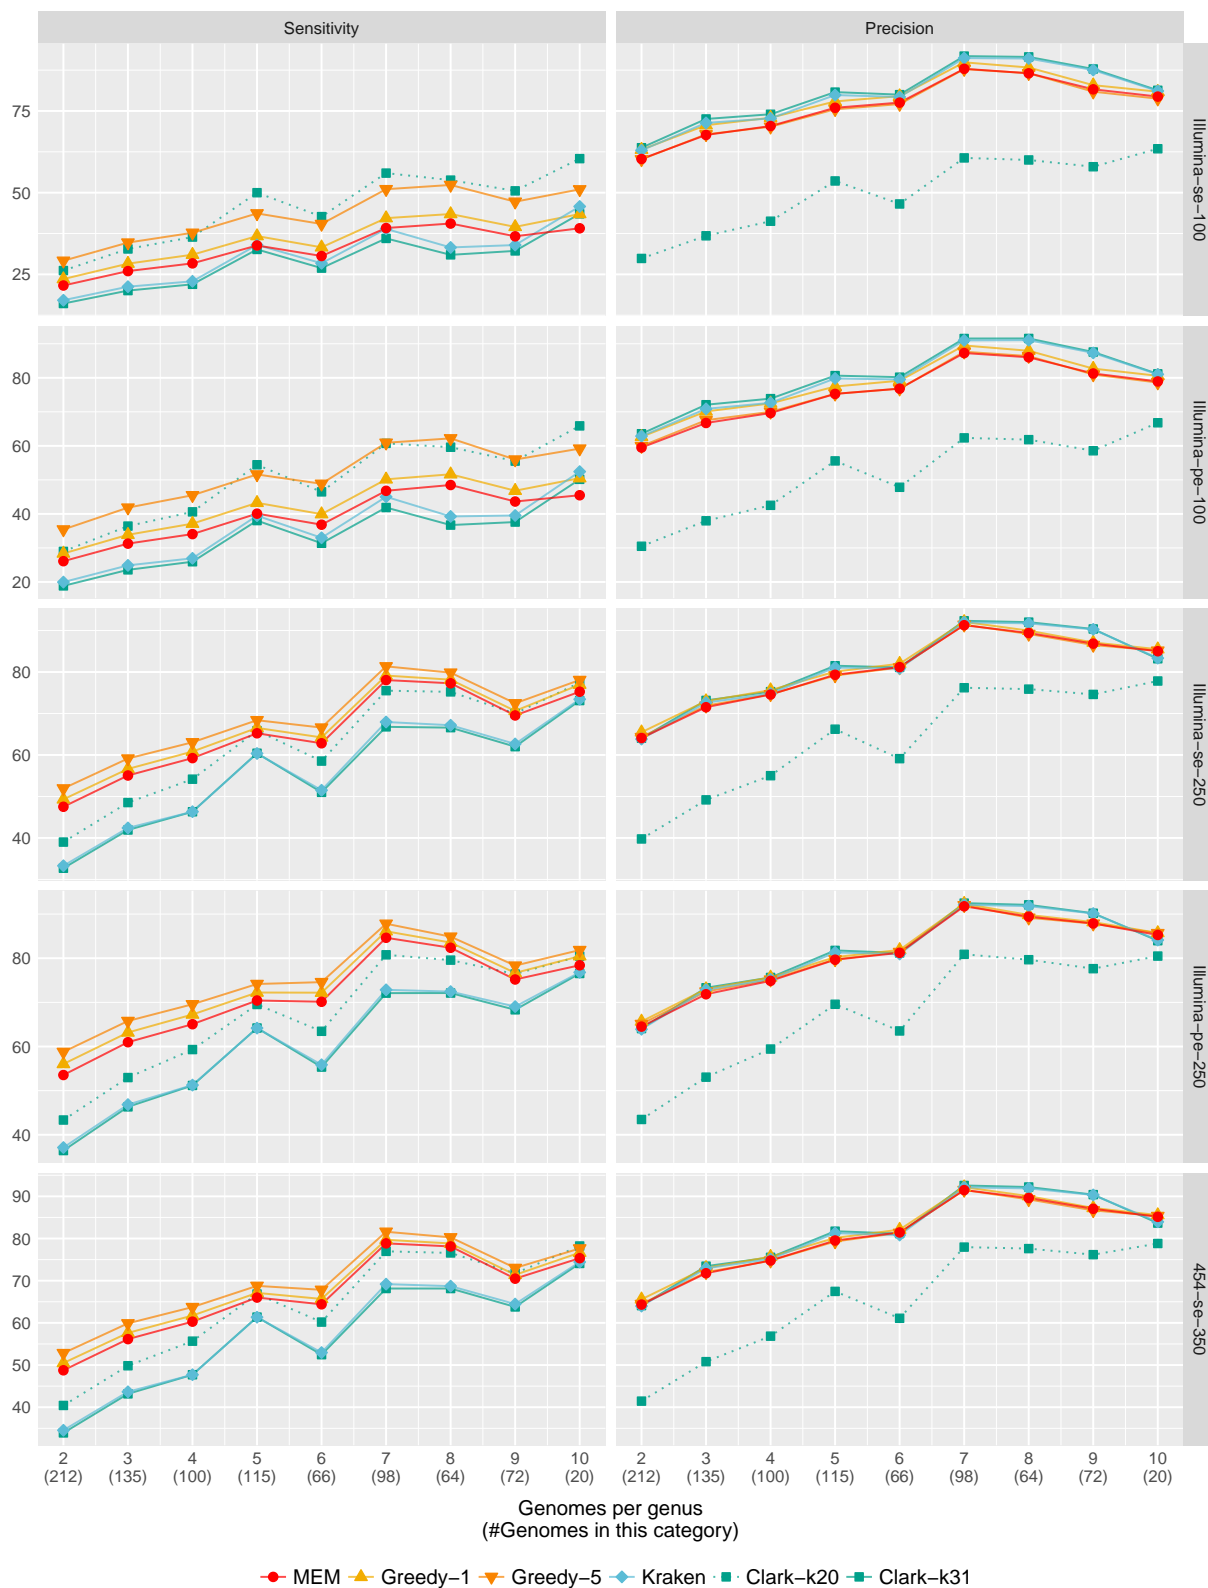 Sensitivity
Precision
75
50
25
Illumina−se−100
80
60
40
20
Illumina−pe−100
80
60
40
Illumina−se−250
80
60
40
Illumina−pe−250
90
80
70
60
50
40
454−se−350
2 3 4 5 6 7 8 9 10
(212) (135) (100) (115) (66) (98) (64) (72) (20)
2 3 4 5 6 7 8 9 10
(212) (135) (100) (115) (66) (98) (64) (72) (20)
Genomes per genus
(#Genomes in this category)
MEM Greedy−1 Greedy−5 Kraken Clark−k20 Clark−k31